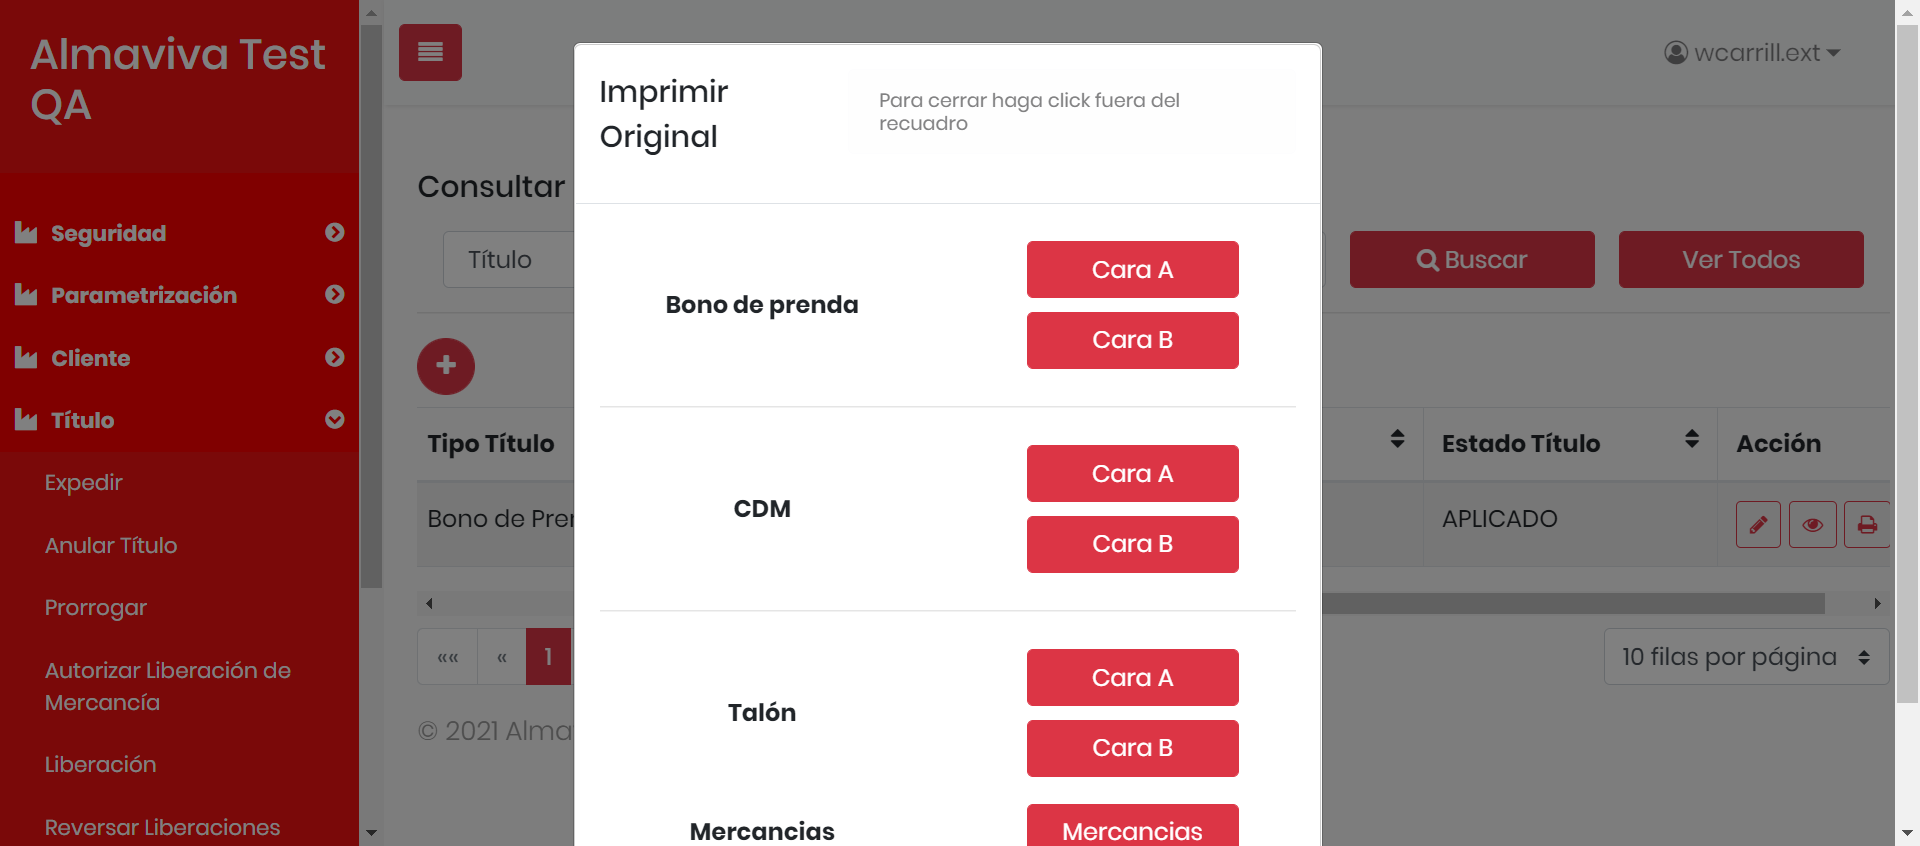 Almaviva Test
QA
Seguridad
Parametrización
Cliente
Título
Expedir
Anular Título
Prorrogar
Autorizar Liberación de
Mercancía
Liberación
Reversar Liberaciones
wcarrill.ext
Consultar
Título
Buscar
Ver Todos
Tipo Título
Estado Título
Acción
Bono de Pren
APLICADO
«« « 1
10 filas por página
© 2021 Alma
Imprimir
Original
Para cerrar haga click fuera del
recuadro
Bono de prenda
Cara A
Cara B
CDM
Cara A
Cara B
Talón
Cara A
Cara B
Mercancias
Mercancias